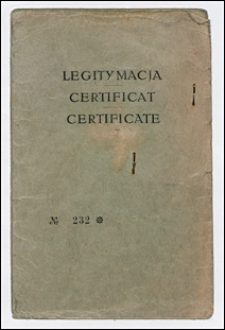 LEGITYMACJA
CERTIFICAT
CERTIFICATE
№ 232 *